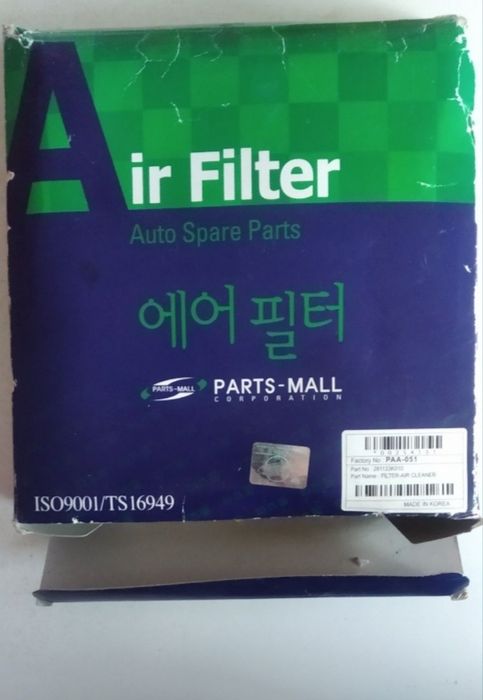 Air Filter
Auto Spare Parts
에어 필터
PARTS-MALL PARTS-MALL
CORPORATION
Factory No. PAA-051
Part No
Part Name : FILTER-AIR CLEANER
MADE IN KOREA
ISO9001/TS16949